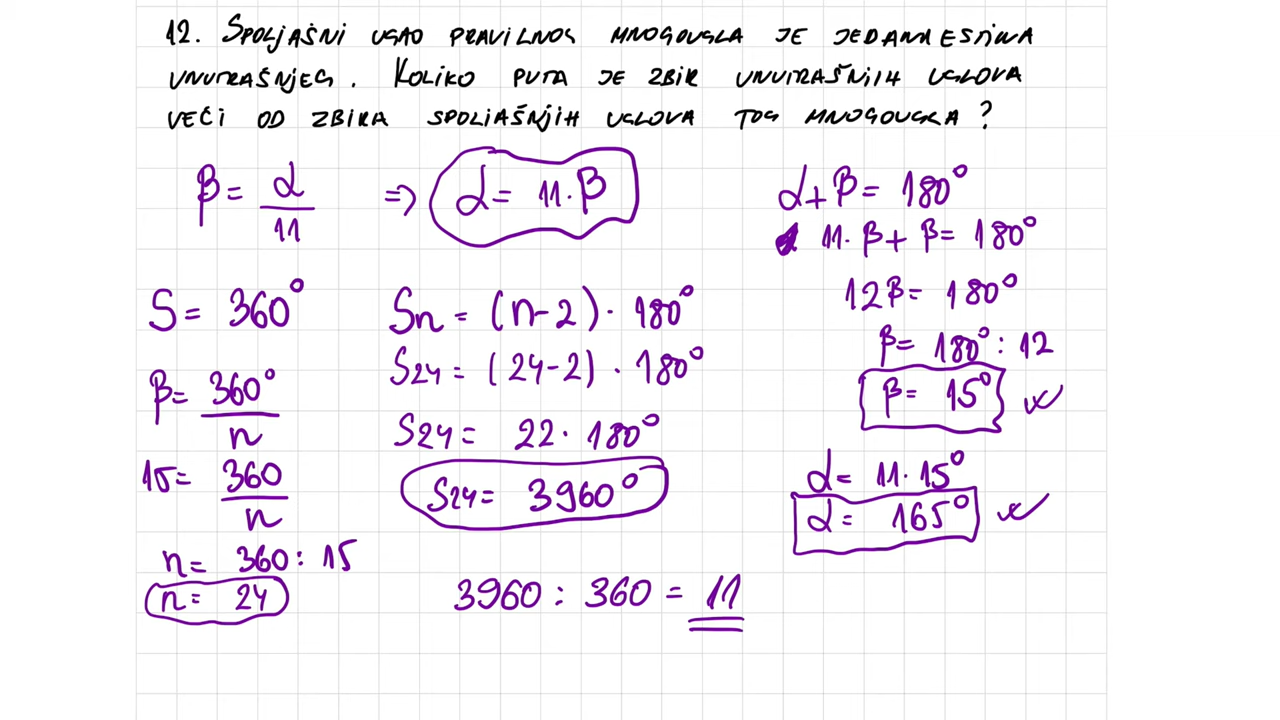 12. SPOLJAŠNI UGAO PRAVILNOG MNOGOUGLA JE JEDANAESTINA
UNUTRAŠNJEG. KOLIKO PUTA JE ZBIR UNUTRAŠNJIH UGLOVA
VEĆI OD ZBIRA SPOLJAŠNJIH UGLOVA TOG MNOGOUGLA?
β = α/11 => α = 11·β
S = 360°
β = 360°/n
15 = 360/n
n = 360 : 15
n = 24
Sn = (n-2)·180°
S24 = (24-2)·180°
S24 = 22·180°
S24 = 3960°
3960 : 360 = 11
α + β = 180°
11·β + β = 180°
12β = 180°
β = 180° : 12
β = 15°
α = 11·15°
α = 165°